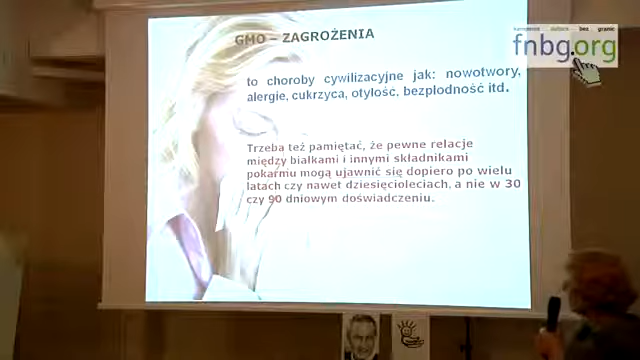 GMO – ZAGROŻENIA
to choroby cywilizacyjne jak: nowotwory,
alergie, cukrzyca, otyłość, bezpłodność itd.
Trzeba też pamiętać, że pewne relacje
między białkami i innymi składnikami
pokarmu mogą ujawnić się dopiero po wielu
latach czy nawet dziesięcioleciach, a nie w 30
czy 90 dniowym doświadczeniu.
bez granic
fnbg.org